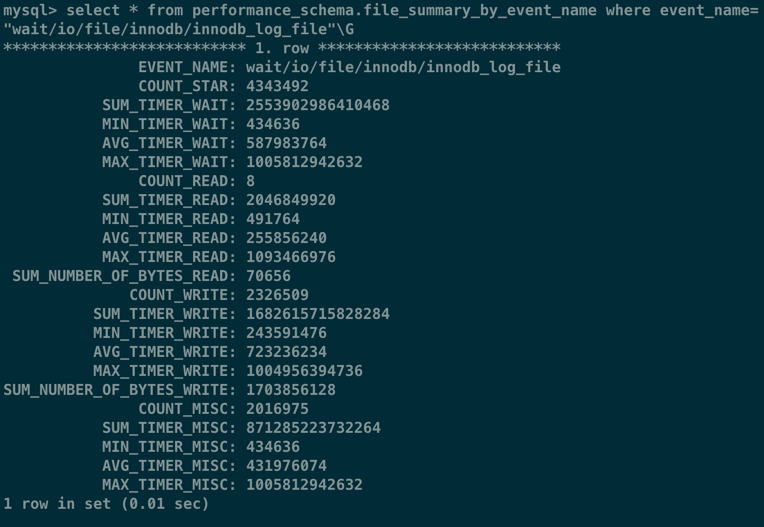 mysql> select * from performance_schema.file_summary_by_event_name where event_name=
"wait/io/file/innodb/innodb_log_file"\G
*************************** 1. row ***************************
EVENT_NAME: wait/io/file/innodb/innodb_log_file
COUNT_STAR: 4343492
SUM_TIMER_WAIT: 2553902986410468
MIN_TIMER_WAIT: 434636
AVG_TIMER_WAIT: 587983764
MAX_TIMER_WAIT: 1005812942632
COUNT_READ: 8
SUM_TIMER_READ: 2046849920
MIN_TIMER_READ: 491764
AVG_TIMER_READ: 255856240
MAX_TIMER_READ: 1093466976
SUM_NUMBER_OF_BYTES_READ: 70656
COUNT_WRITE: 2326509
SUM_TIMER_WRITE: 1682615715828284
MIN_TIMER_WRITE: 243591476
AVG_TIMER_WRITE: 723236234
MAX_TIMER_WRITE: 1004956394736
SUM_NUMBER_OF_BYTES_WRITE: 1703856128
COUNT_MISC: 2016975
SUM_TIMER_MISC: 871285223732264
MIN_TIMER_MISC: 434636
AVG_TIMER_MISC: 431976074
MAX_TIMER_MISC: 1005812942632
1 row in set (0.01 sec)